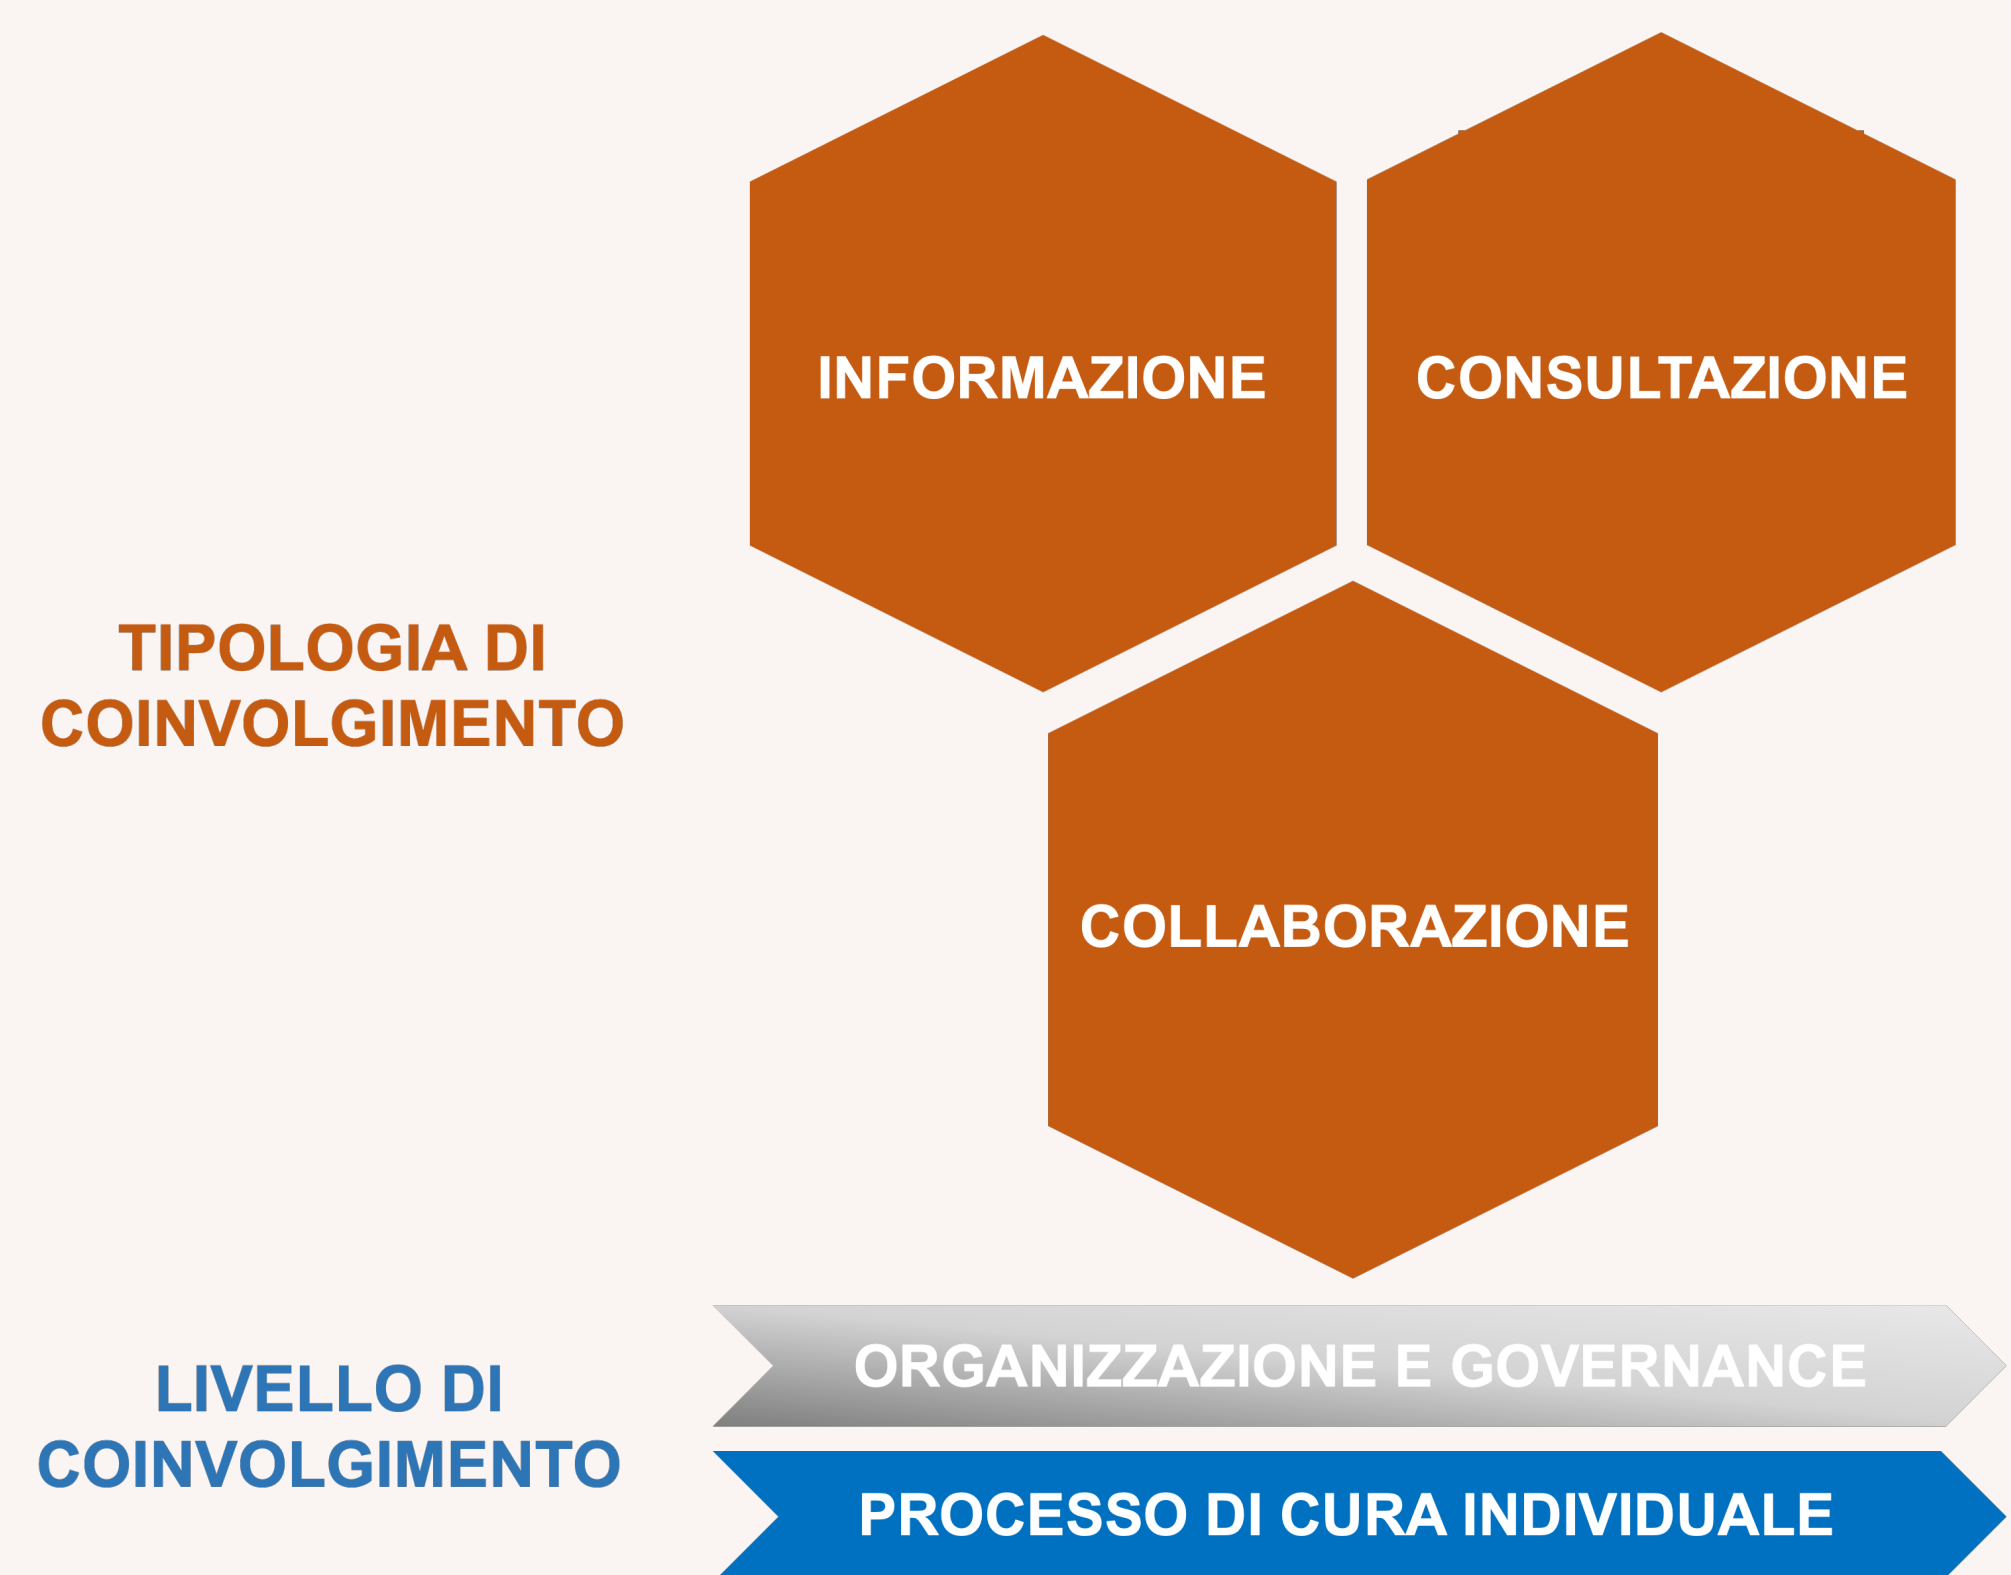 INFORMAZIONE
CONSULTAZIONE
TIPOLOGIA DI
COINVOLGIMENTO
COLLABORAZIONE
ORGANIZZAZIONE E GOVERNANCE
LIVELLO DI
COINVOLGIMENTO
PROCESSO DI CURA INDIVIDUALE